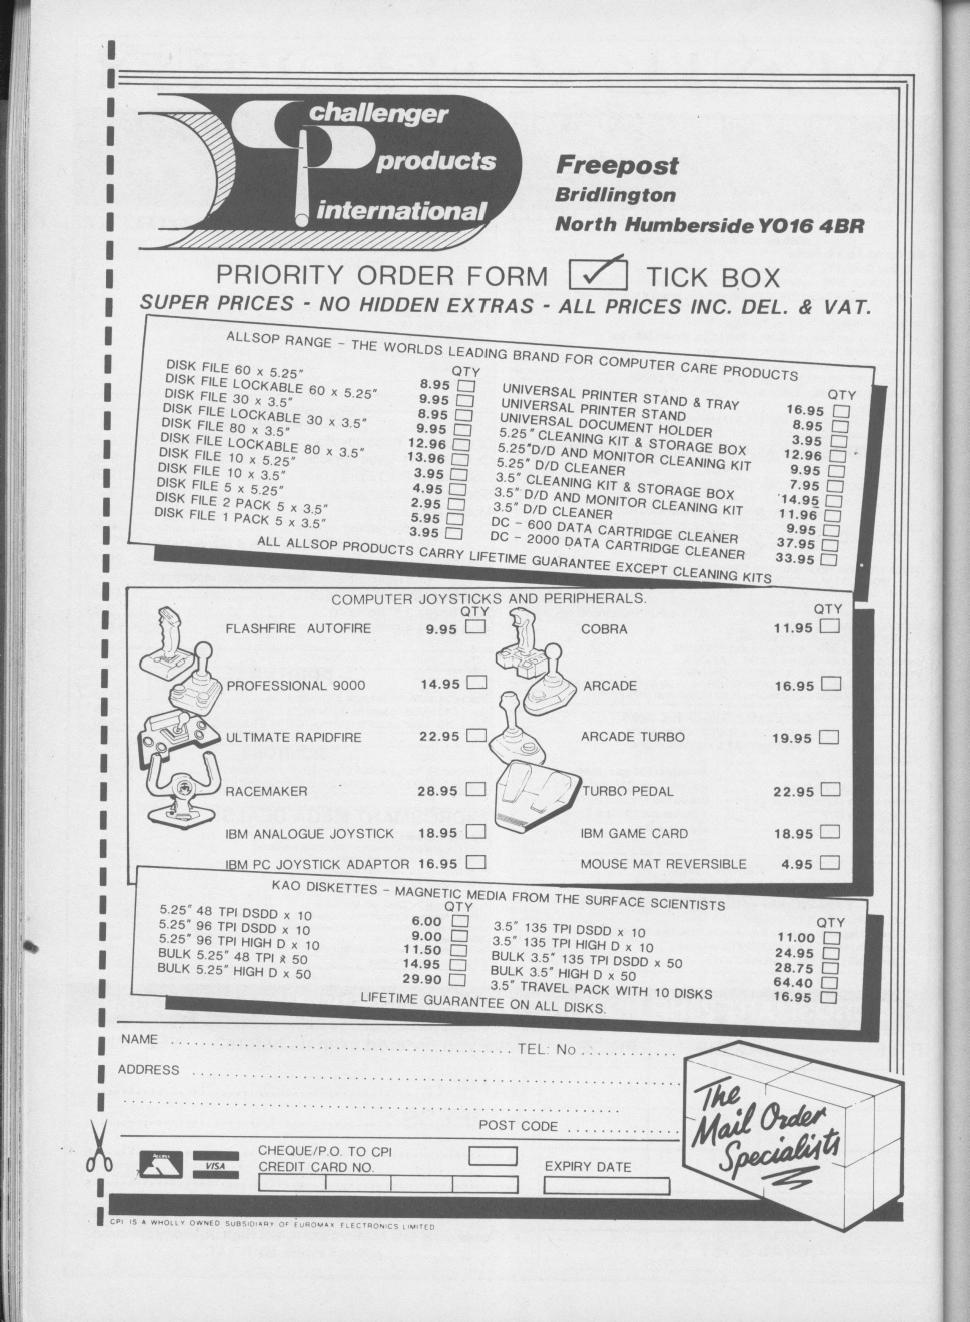 challenger
products
international
Freepost
Bridlington
North Humberside YO16 4BR
PRIORITY ORDER FORM TICK BOX
SUPER PRICES - NO HIDDEN EXTRAS - ALL PRICES INC. DEL. & VAT.
ALLSOP RANGE – THE WORLDS LEADING BRAND FOR COMPUTER CARE PRODUCTS
QTY
DISK FILE 60 x 5.25″ 8.95
DISK FILE LOCKABLE 60 x 5.25″ 9.95
DISK FILE 30 x 3.5″ 8.95
DISK FILE LOCKABLE 30 x 3.5″ 9.95
DISK FILE 80 x 3.5″ 12.96
DISK FILE LOCKABLE 80 x 3.5″ 13.96
DISK FILE 10 x 5.25″ 3.95
DISK FILE 10 x 3.5″ 4.95
DISK FILE 5 x 5.25″ 2.95
DISK FILE 2 PACK 5 x 3.5″ 5.95
DISK FILE 1 PACK 5 x 3.5″ 3.95
QTY
UNIVERSAL PRINTER STAND & TRAY 16.95
UNIVERSAL PRINTER STAND 8.95
UNIVERSAL DOCUMENT HOLDER 3.95
5.25″ CLEANING KIT & STORAGE BOX 12.96
5.25″D/D AND MONITOR CLEANING KIT 9.95
5.25″ D/D CLEANER 7.95
3.5″ CLEANING KIT & STORAGE BOX 14.95
3.5″ D/D AND MONITOR CLEANING KIT 11.96
3.5″ D/D CLEANER 9.95
DC – 600 DATA CARTRIDGE CLEANER 37.95
DC – 2000 DATA CARTRIDGE CLEANER 33.95
ALL ALLSOP PRODUCTS CARRY LIFETIME GUARANTEE EXCEPT CLEANING KITS
COMPUTER JOYSTICKS AND PERIPHERALS.
QTY QTY
FLASHFIRE AUTOFIRE 9.95 COBRA 11.95
PROFESSIONAL 9000 14.95 ARCADE 16.95
ULTIMATE RAPIDFIRE 22.95 ARCADE TURBO 19.95
RACEMAKER 28.95 TURBO PEDAL 22.95
IBM ANALOGUE JOYSTICK 18.95 IBM GAME CARD 18.95
IBM PC JOYSTICK ADAPTOR 16.95 MOUSE MAT REVERSIBLE 4.95
KAO DISKETTES – MAGNETIC MEDIA FROM THE SURFACE SCIENTISTS
QTY
5.25″ 48 TPI DSDD x 10 6.00
5.25″ 96 TPI DSDD x 10 9.00
5.25″ 96 TPI HIGH D x 10 11.50
BULK 5.25″ 48 TPI x 50 14.95
BULK 5.25″ HIGH D x 50 29.90
QTY
3.5″ 135 TPI DSDD x 10 11.00
3.5″ 135 TPI HIGH D x 10 24.95
BULK 3.5″ 135 TPI DSDD x 50 28.75
BULK 3.5″ HIGH D x 50 64.40
3.5″ TRAVEL PACK WITH 10 DISKS 16.95
LIFETIME GUARANTEE ON ALL DISKS.
NAME ........................................ TEL: No ............
ADDRESS ............................................................
............................................................
POST CODE ..............
The
Mail Order
Specialists
ACCESS
VISA
CHEQUE/P.O. TO CPI
CREDIT CARD NO.
EXPIRY DATE
CPI IS A WHOLLY OWNED SUBSIDIARY OF EUROMAX ELECTRONICS LIMITED